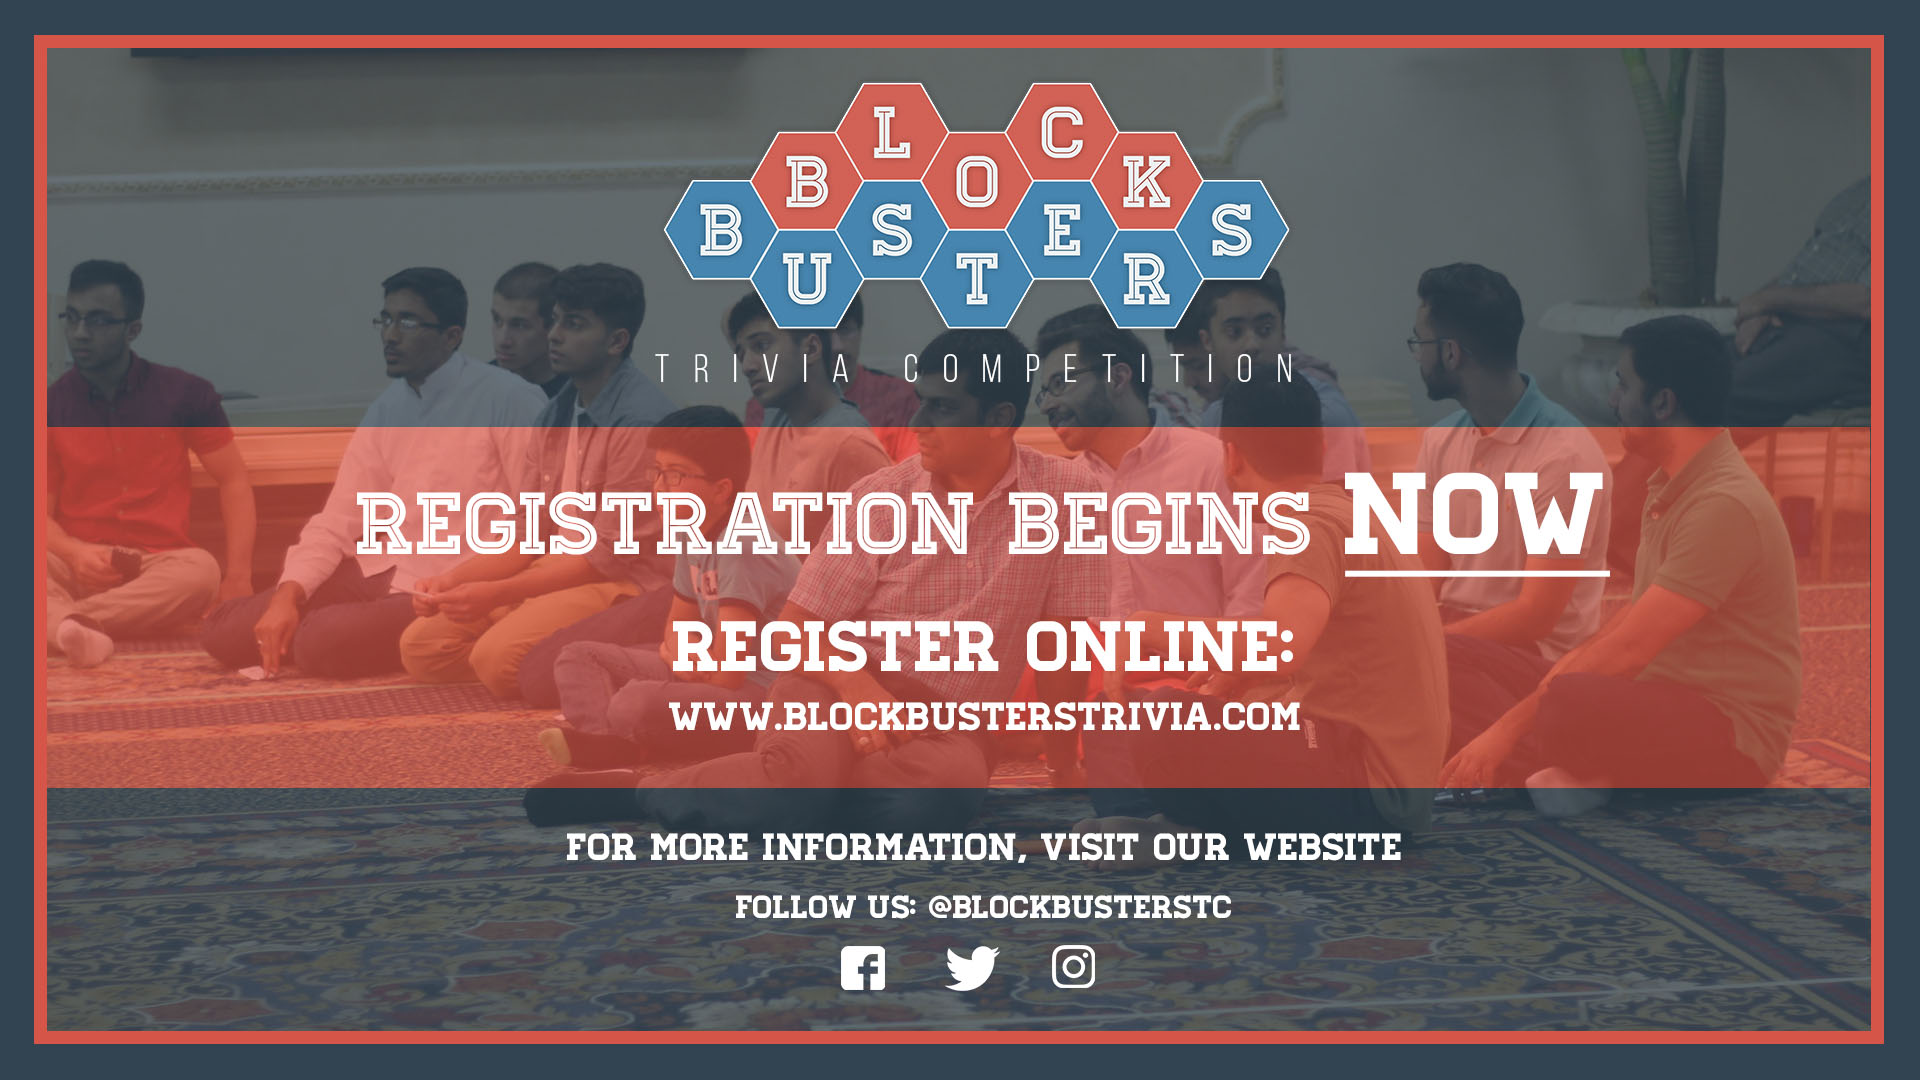 BLOCK
BUSTERS
TRIVIA COMPETITION
REGISTRATION BEGINS NOW
REGISTER ONLINE:
WWW.BLOCKBUSTERSTRIVIA.COM
FOR MORE INFORMATION, VISIT OUR WEBSITE
FOLLOW US: @BLOCKBUSTERSTC